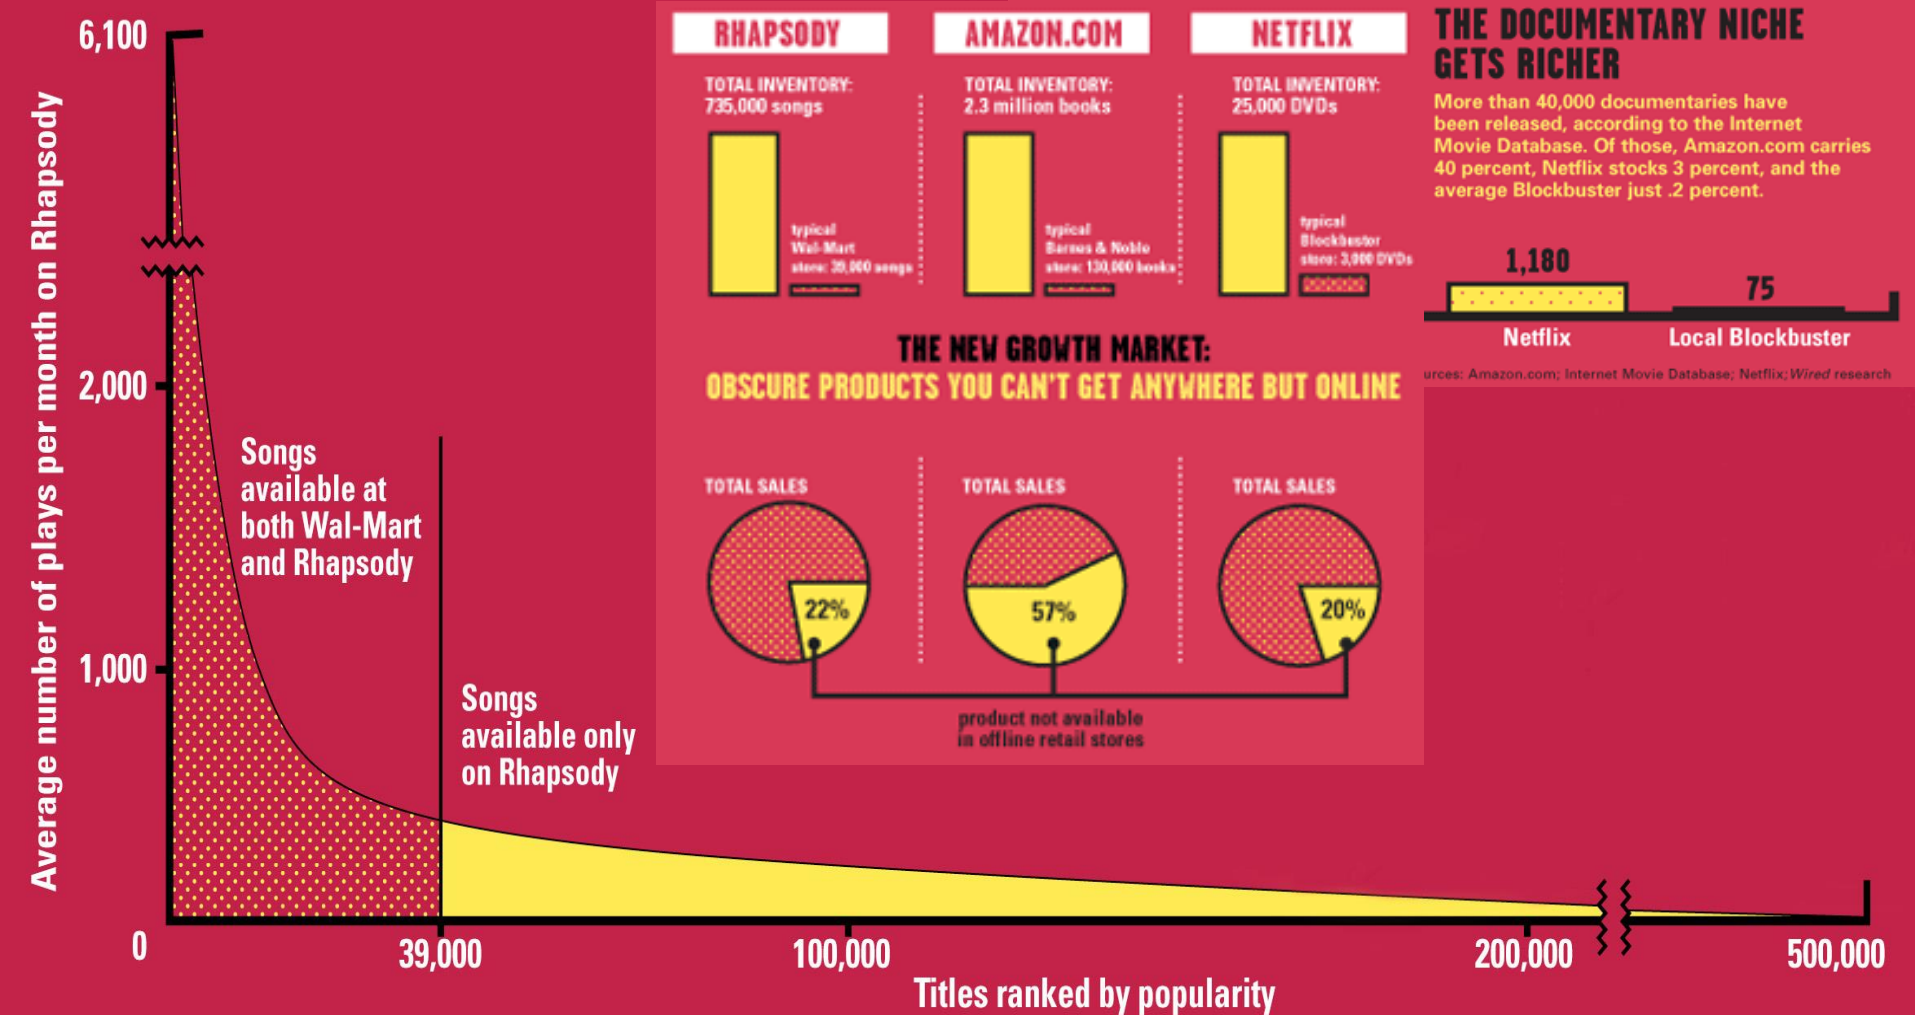 6,100
2,000
1,000
0
Average number of plays per month on Rhapsody
Songs
available at
both Wal-Mart
and Rhapsody
Songs
available only
on Rhapsody
39,000
100,000
200,000
500,000
Titles ranked by popularity
RHAPSODY
TOTAL INVENTORY:
735,000 songs
typical
Wal-Mart
store: 39,000 songs
AMAZON.COM
TOTAL INVENTORY:
2.3 million books
typical
Barnes & Noble
store: 130,000 books
NETFLIX
TOTAL INVENTORY:
25,000 DVDs
typical
Blockbuster
store: 3,000 DVDs
THE NEW GROWTH MARKET:
OBSCURE PRODUCTS YOU CAN'T GET ANYWHERE BUT ONLINE
TOTAL SALES
22%
TOTAL SALES
57%
TOTAL SALES
20%
product not available
in offline retail stores
THE DOCUMENTARY NICHE
GETS RICHER
More than 40,000 documentaries have
been released, according to the Internet
Movie Database. Of those, Amazon.com carries
40 percent, Netflix stocks 3 percent, and the
average Blockbuster just .2 percent.
1,180
75
Netflix
Local Blockbuster
urces: Amazon.com; Internet Movie Database; Netflix; Wired research